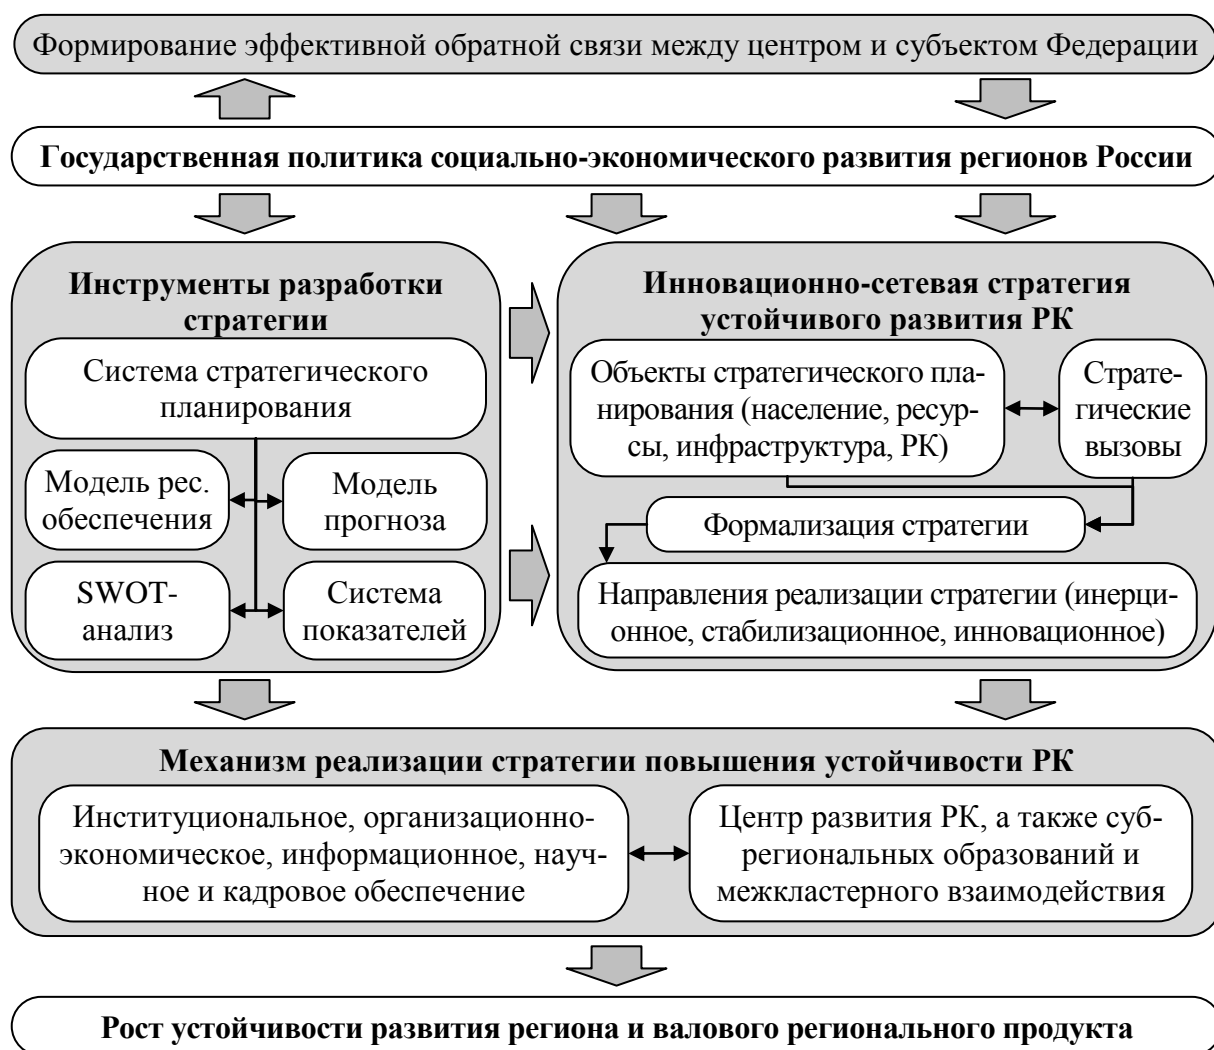 Формирование эффективной обратной связи между центром и субъектом Федерации
Государственная политика социально-экономического развития регионов России
Инструменты разработки
стратегии
Система стратегического
планирования
Модель рес.
обеспечения
Модель
прогноза
SWOT-
анализ
Система
показателей
Инновационно-сетевая стратегия
устойчивого развития РК
Объекты стратегического пла-
нирования (население, ресур-
сы, инфраструктура, РК)
Страте-
гические
вызовы
Формализация стратегии
Направления реализации стратегии (инерци-
онное, стабилизационное, инновационное)
Механизм реализации стратегии повышения устойчивости РК
Институциональное, организационно-
экономическое, информационное, науч-
ное и кадровое обеспечение
Центр развития РК, а также суб-
региональных образований и
межкластерного взаимодействия
Рост устойчивости развития региона и валового регионального продукта